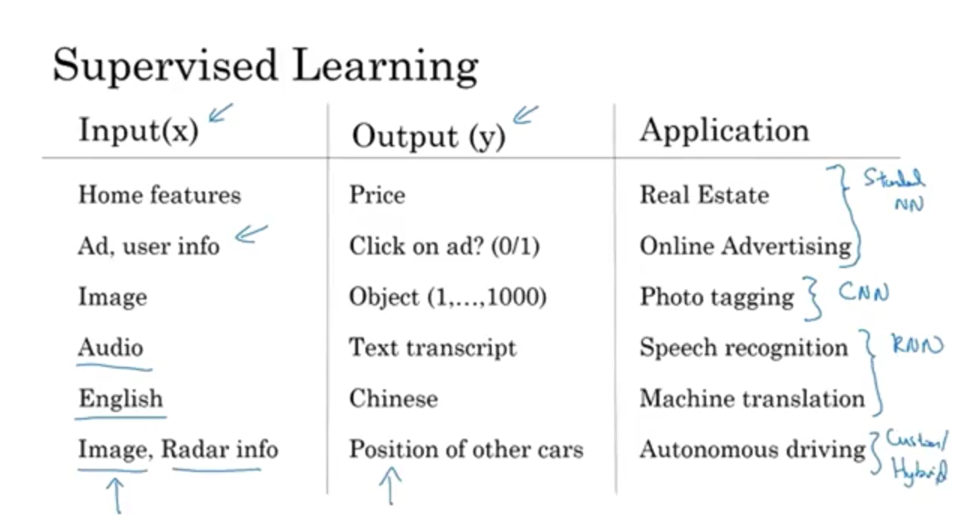 Supervised Learning
Input(x) Output (y) Application
Home features Price Real Estate
Standard NN
Ad, user info Click on ad? (0/1) Online Advertising
Image Object (1,...,1000) Photo tagging CNN
Audio Text transcript Speech recognition RNN
English Chinese Machine translation
Image, Radar info Position of other cars Autonomous driving
Custom/
Hybrid